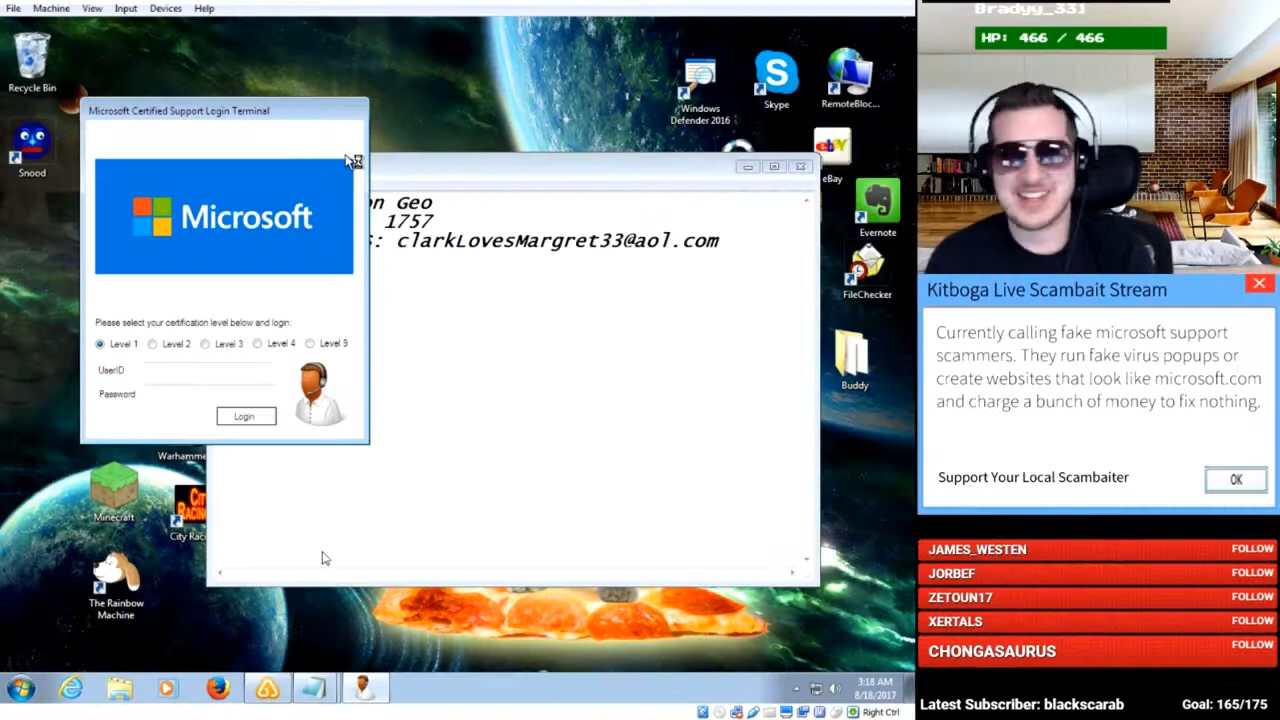 File Machine View Input Devices Help
Bradyy_331
HP: 466 / 466
Recycle Bin
Snood
Windows
Defender 2016
Skype
RemoteBloc...
eBay
Evernote
FileChecker
Buddy
Microsoft Certified Support Login Terminal
Microsoft
Please select your certification level below and login:
Level 1 Level 2 Level 3 Level 4 Level 9
UserID
Password
Login
on Geo
1757
: clarkLovesMargret33@aol.com
Warhamme
Minecraft
City Rac
The Rainbow
Machine
Kitboga Live Scambait Stream
Currently calling fake microsoft support
scammers. They run fake virus popups or
create websites that look like microsoft.com
and charge a bunch of money to fix nothing.
Support Your Local Scambaiter
OK
JAMES_WESTEN FOLLOW
JORBEF FOLLOW
ZETOUN17 FOLLOW
XERTALS FOLLOW
CHONGASAURUS FOLLOW
Latest Subscriber: blackscarab Goal: 165/175
3:18 AM
8/18/2017
Right Ctrl